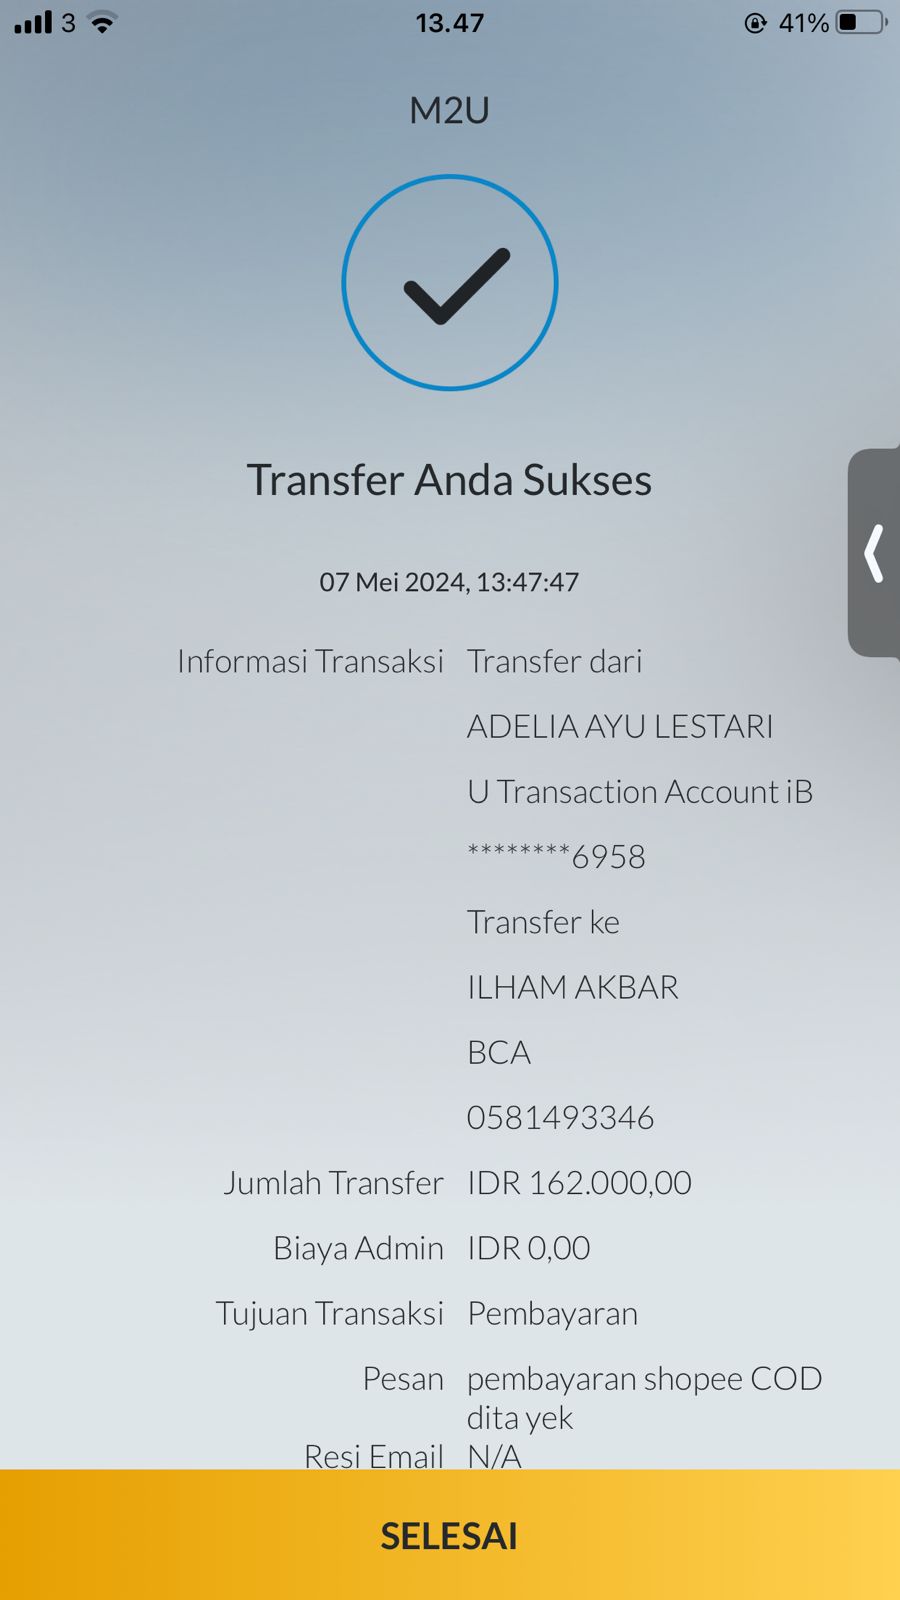 3 13.47 41%
M2U
Transfer Anda Sukses
07 Mei 2024, 13:47:47
Informasi Transaksi Transfer dari
ADELIA AYU LESTARI
U Transaction Account iB
********6958
Transfer ke
ILHAM AKBAR
BCA
0581493346
Jumlah Transfer IDR 162.000,00
Biaya Admin IDR 0,00
Tujuan Transaksi Pembayaran
Pesan pembayaran shopee COD
dita yek
Resi Email N/A
SELESAI